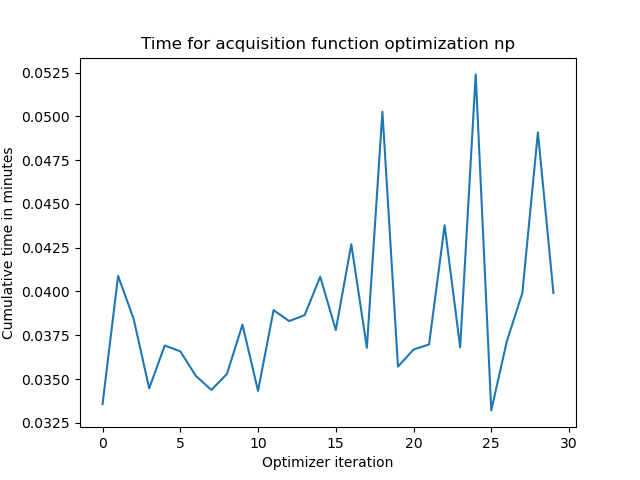 Time for acquisition function optimization np
Cumulative time in minutes
0.0525
0.0500
0.0475
0.0450
0.0425
0.0400
0.0375
0.0350
0.0325
0 5 10 15 20 25 30
Optimizer iteration